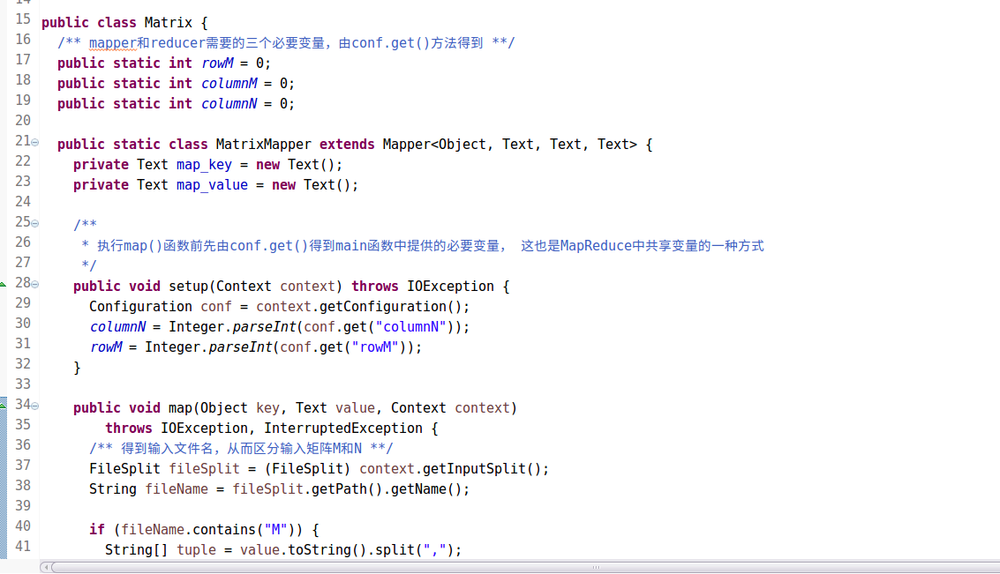 15 public class Matrix {
16 /** mapper和reducer需要的三个必要变量，由conf.get()方法得到 **/
17 public static int rowM = 0;
18 public static int columnM = 0;
19 public static int columnN = 0;
20
21 public static class MatrixMapper extends Mapper<Object, Text, Text, Text> {
22 private Text map_key = new Text();
23 private Text map_value = new Text();
24
25 /**
26 * 执行map()函数前先由conf.get()得到main函数中提供的必要变量， 这也是MapReduce中共享变量的一种方式
27 */
28 public void setup(Context context) throws IOException {
29 Configuration conf = context.getConfiguration();
30 columnN = Integer.parseInt(conf.get("columnN"));
31 rowM = Integer.parseInt(conf.get("rowM"));
32 }
33
34 public void map(Object key, Text value, Context context)
35 throws IOException, InterruptedException {
36 /** 得到输入文件名，从而区分输入矩阵M和N **/
37 FileSplit fileSplit = (FileSplit) context.getInputSplit();
38 String fileName = fileSplit.getPath().getName();
39
40 if (fileName.contains("M")) {
41 String[] tuple = value.toString().split(",");